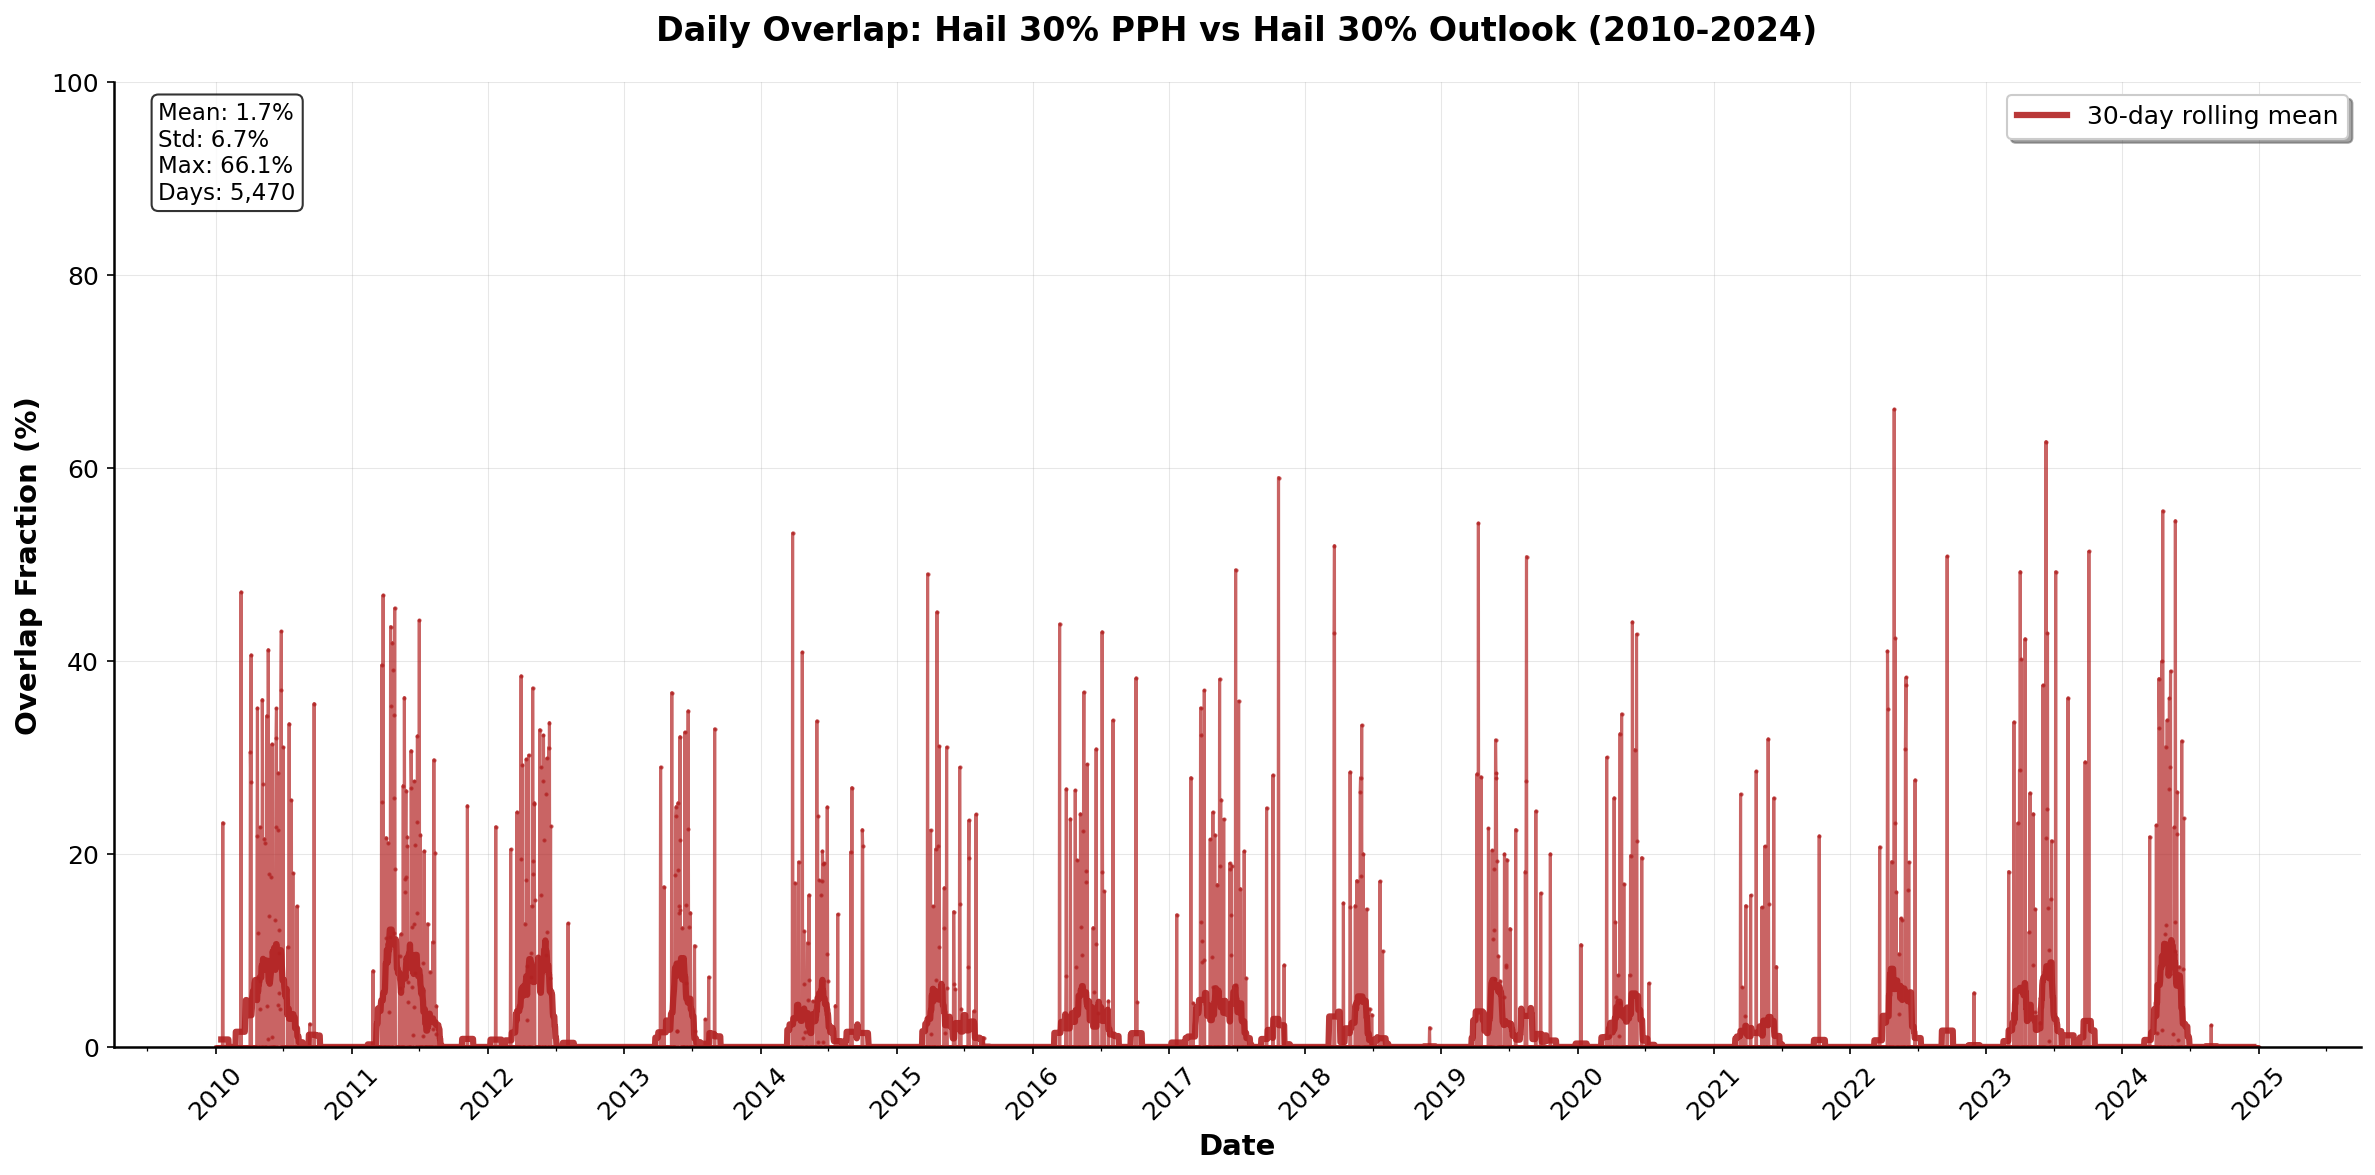 Daily Overlap: Hail 30% PPH vs Hail 30% Outlook (2010-2024)
Mean: 1.7%
Std: 6.7%
Max: 66.1%
Days: 5,470
30-day rolling mean
Overlap Fraction (%)
100
80
60
40
20
0
2010
2011
2012
2013
2014
2015
2016
2017
2018
2019
2020
2021
2022
2023
2024
2025
Date